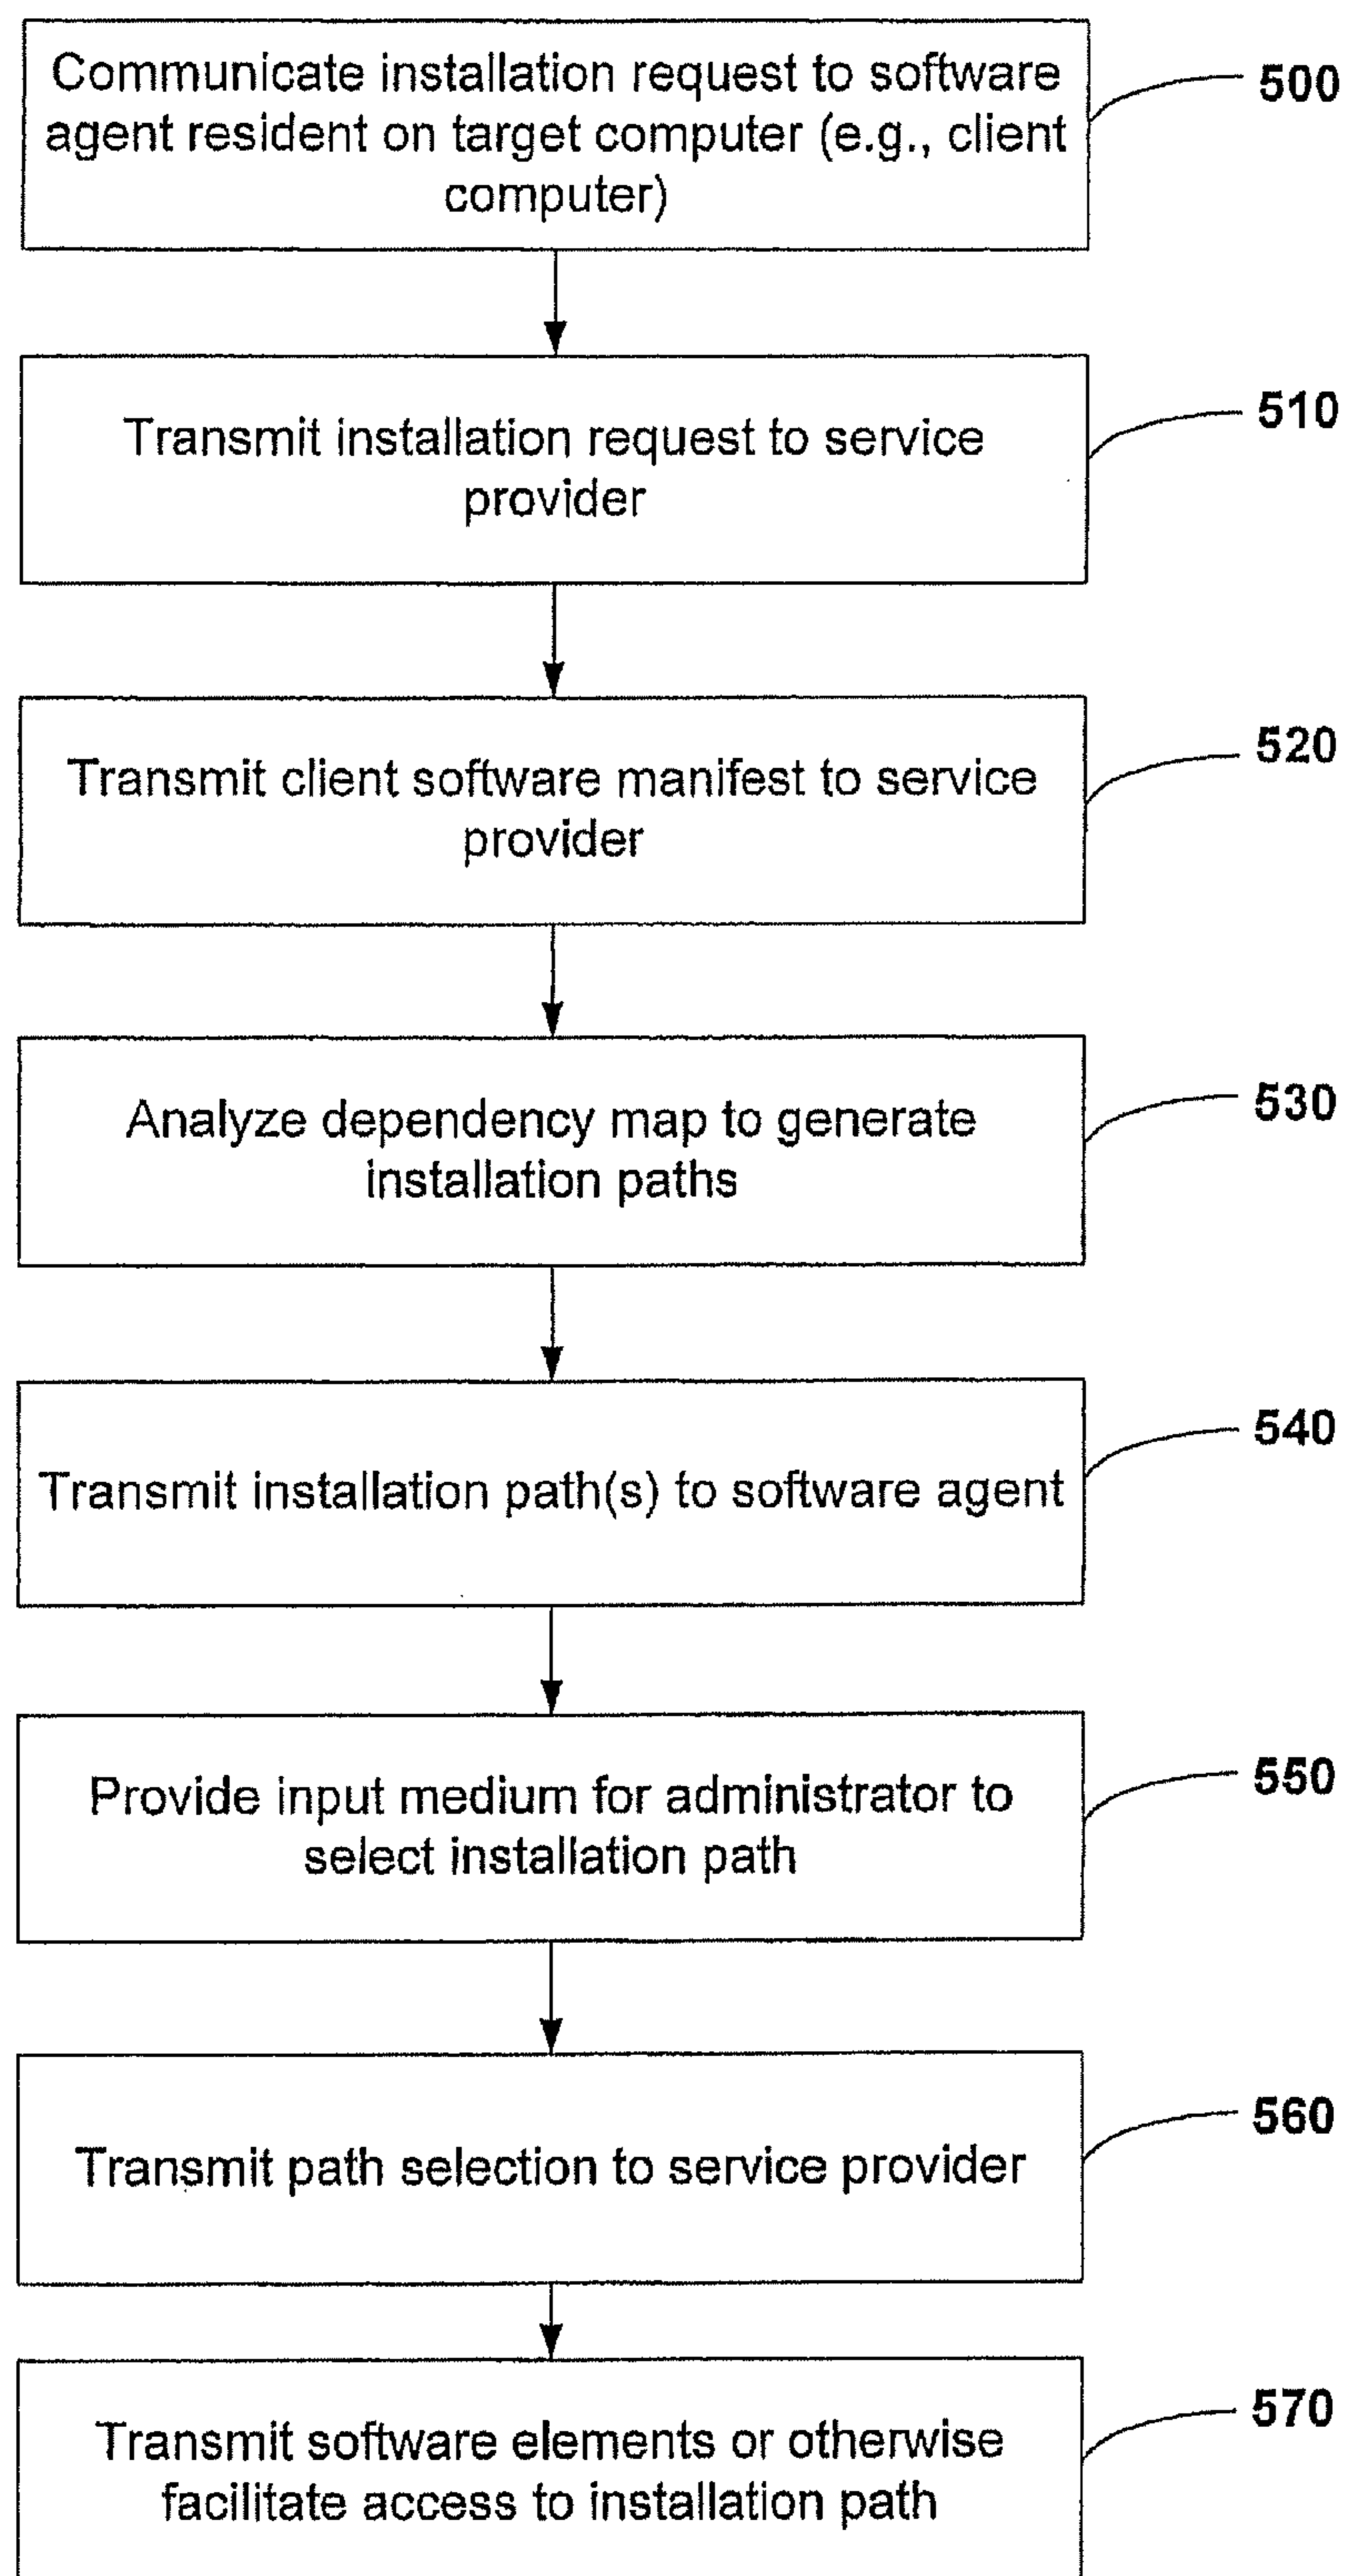 Communicate installation request to software
agent resident on target computer (e.g., client
computer)
500
Transmit installation request to service
provider
510
Transmit client software manifest to service
provider
520
Analyze dependency map to generate
installation paths
530
Transmit installation path(s) to software agent
540
Provide input medium for administrator to
select installation path
550
Transmit path selection to service provider
560
Transmit software elements or otherwise
facilitate access to installation path
570